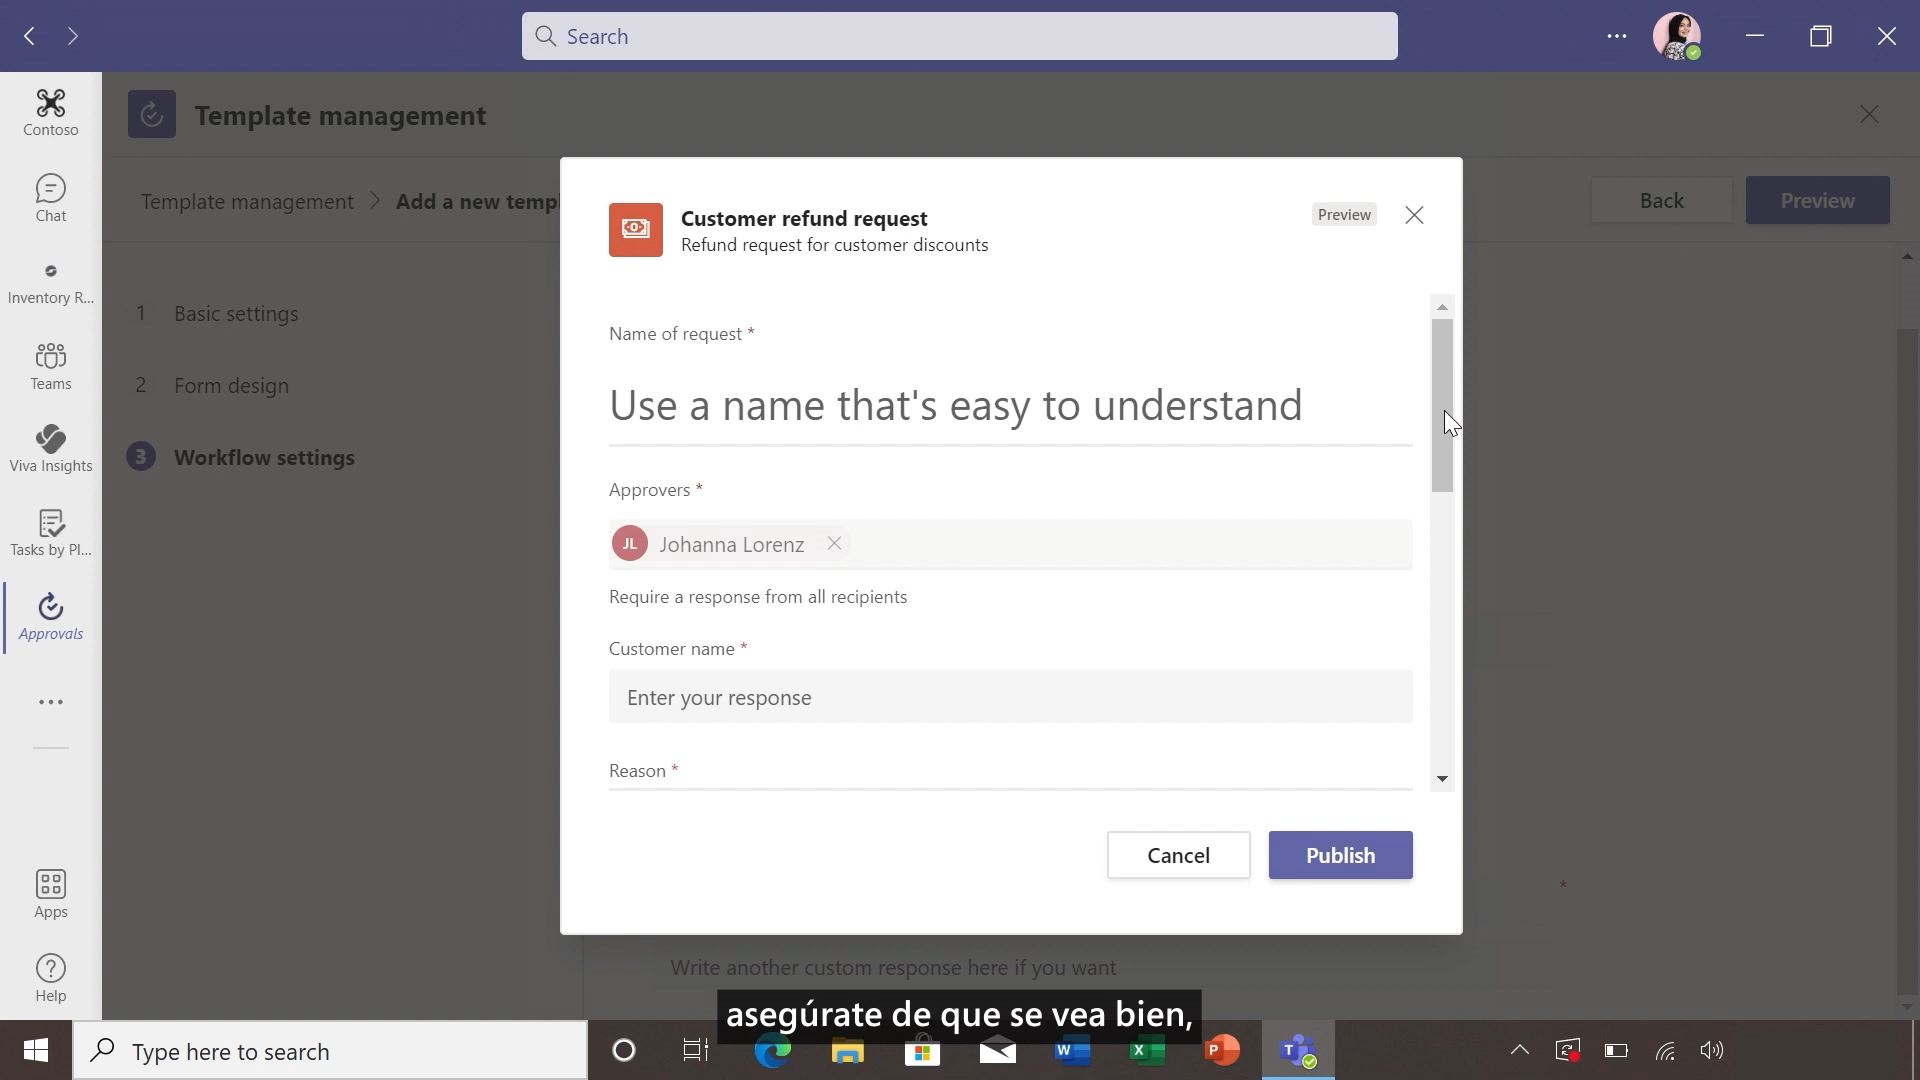 Search
Contoso
Template management
Chat
Template management > Add a new templ
Back
Preview
Customer refund request
Preview
Refund request for customer discounts
Inventory R...
1 Basic settings
Name of request *
Teams
2 Form design
Use a name that's easy to understand
Viva Insights
3 Workflow settings
Approvers *
Tasks by Pl...
JL Johanna Lorenz
Require a response from all recipients
Approvals
Customer name *
Enter your response
Reason *
Cancel
Publish
*
Apps
Write another custom response here if you want
Help
asegúrate de que se vea bien,
Type here to search